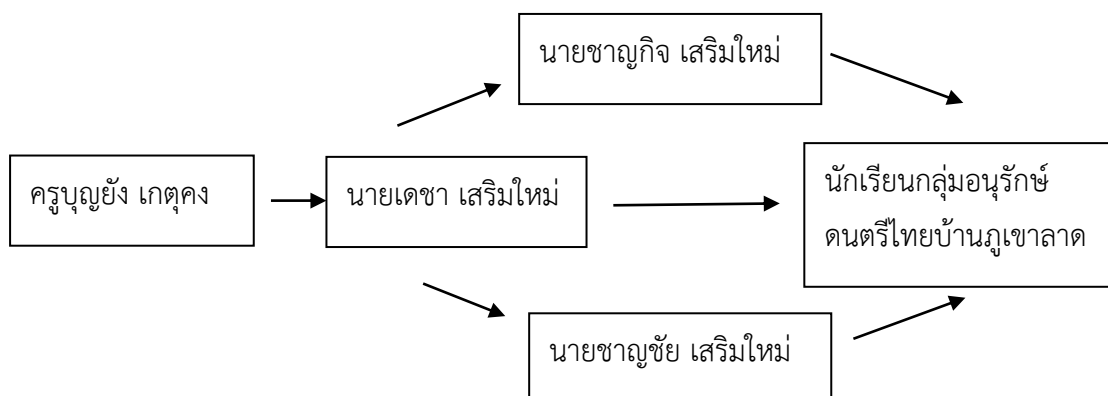 นายชาญกิจ เสริมใหม่
ครูบุญยัง เกตุคง
นายเดชา เสริมใหม่
นักเรียนกลุ่มอนุรักษ์
ดนตรีไทยบ้านภูเขาลาด
นายชาญชัย เสริมใหม่